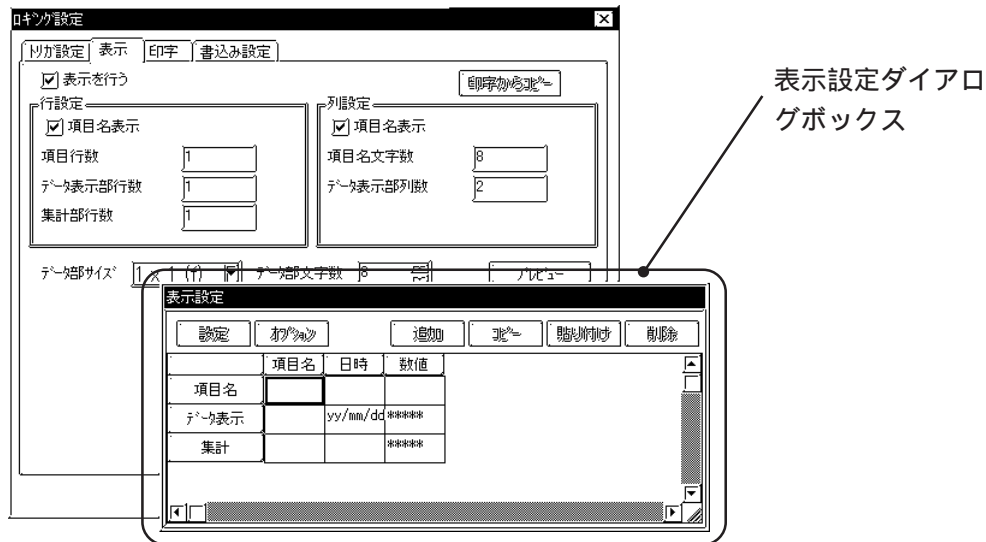 ﾛｷﾞﾝｸﾞ設定
ﾄﾘｶﾞ設定 表示 印字 書込み設定
表示を行う
印字からｺﾋﾟｰ
行設定
項目名表示
項目行数 1
ﾃﾞｰﾀ表示部行数 1
集計部行数 1
列設定
項目名表示
項目名文字数 8
ﾃﾞｰﾀ表示部列数 2
ﾃﾞｰﾀ部ｻｲｽﾞ 1 x 1 (f) ﾃﾞｰﾀ部文字数 8 ﾌﾟﾚﾋﾞｭｰ
表示設定ダイアロ
グボックス
表示設定
設定 ｵﾌﾟｼｮﾝ 追加 ｺﾋﾟｰ 貼り付け 削除
項目名 日時 数値
項目名
ﾃﾞｰﾀ表示 yy/mm/dd *****
集計 *****